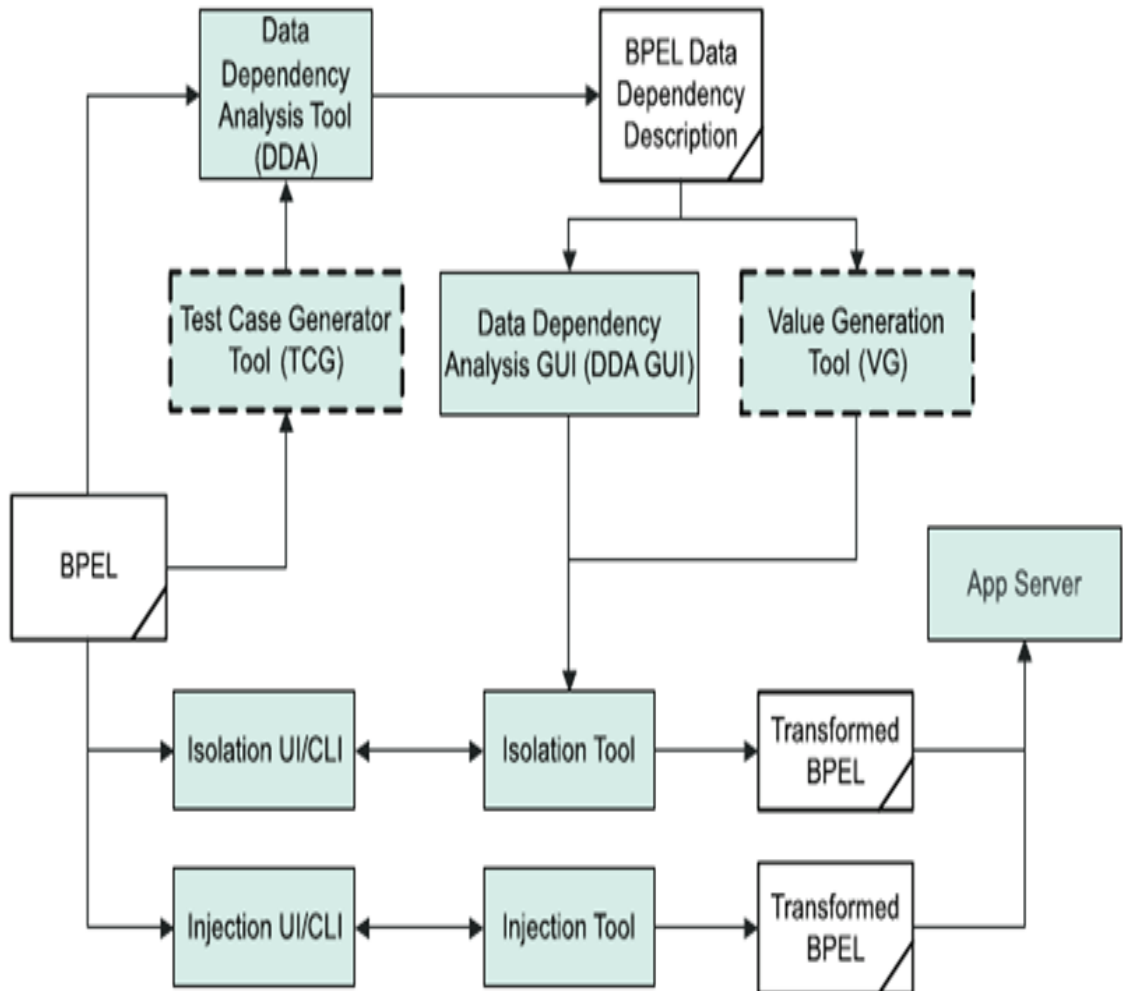 Data
Dependency
Analysis Tool
(DDA)
BPEL Data
Dependency
Description
Test Case Generator
Tool (TCG)
Data Dependency
Analysis GUI (DDA GUI)
Value Generation
Tool (VG)
BPEL
App Server
Isolation UI/CLI
Isolation Tool
Transformed
BPEL
Injection UI/CLI
Injection Tool
Transformed
BPEL